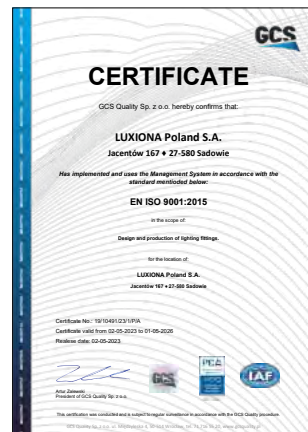 GCS
CERTIFICATE
GCS Quality Sp. z o.o. hereby confirms that:
LUXIONA Poland S.A.
Jacentów 167 ♦ 27-580 Sadowie
Has implemented and uses the Management System in accordance with the
standard mentioded below:
EN ISO 9001:2015
in the scope of:
Design and production of lighting fittings.
for the location of:
LUXIONA Poland S.A.
Jacentów 167 ♦ 27-580 Sadowie
Certificate No.: 19/10491/23/1/P/A
Certificate valid from 02-05-2023 to 01-05-2026
Realese date: 02-05-2023
Artur Zalewski
President of GCS Quality Sp. z o.o.
GCS
PCA
IAF
This certification was conducted and is subject to regular surveillance in accordance with the GCS Quality procedure.